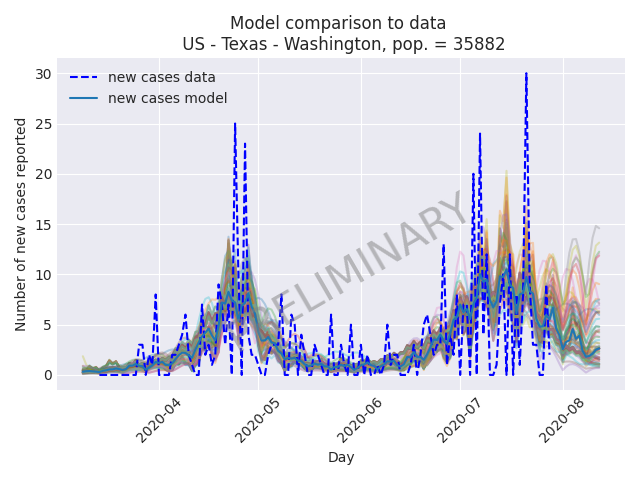 Model comparison to data
US - Texas - Washington, pop. = 35882
new cases data
new cases model
Number of new cases reported
30
25
20
15
10
5
0
PRELIMINARY
2020-04
2020-05
2020-06
2020-07
2020-08
Day